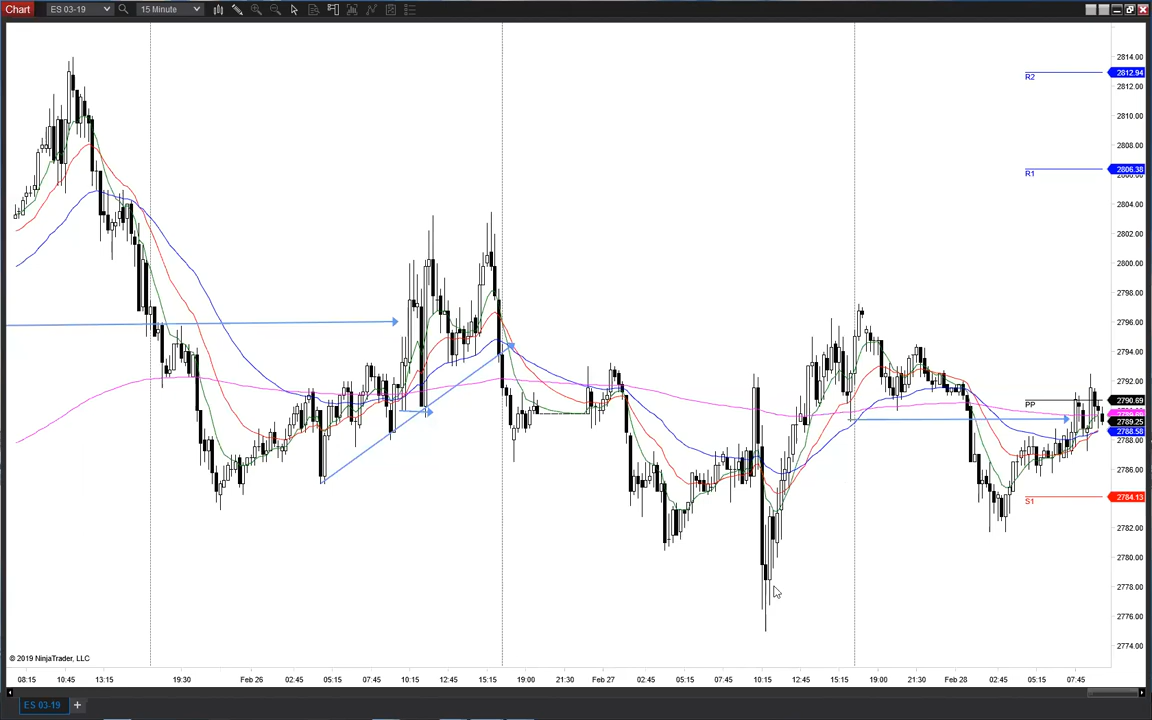 Chart ES 03-19 15 Minute
2814.00
R2 2812.94
2812.00
2810.00
2808.00
R1 2806.38
2804.00
2802.00
2800.00
2798.00
2796.00
2794.00
2792.00
PP 2790.69
2789.25
2788.58
2788.00
2786.00
S1 2784.13
2782.00
2780.00
2778.00
2776.00
2774.00
© 2019 NinjaTrader, LLC
08:15 10:45 13:15 19:30 Feb 26 02:45 05:15 07:45 10:15 12:45 15:15 19:00 21:30 Feb 27 02:45 05:15 07:45 10:15 12:45 15:15 19:00 21:30 Feb 28 02:45 05:15 07:45
ES 03-19 +